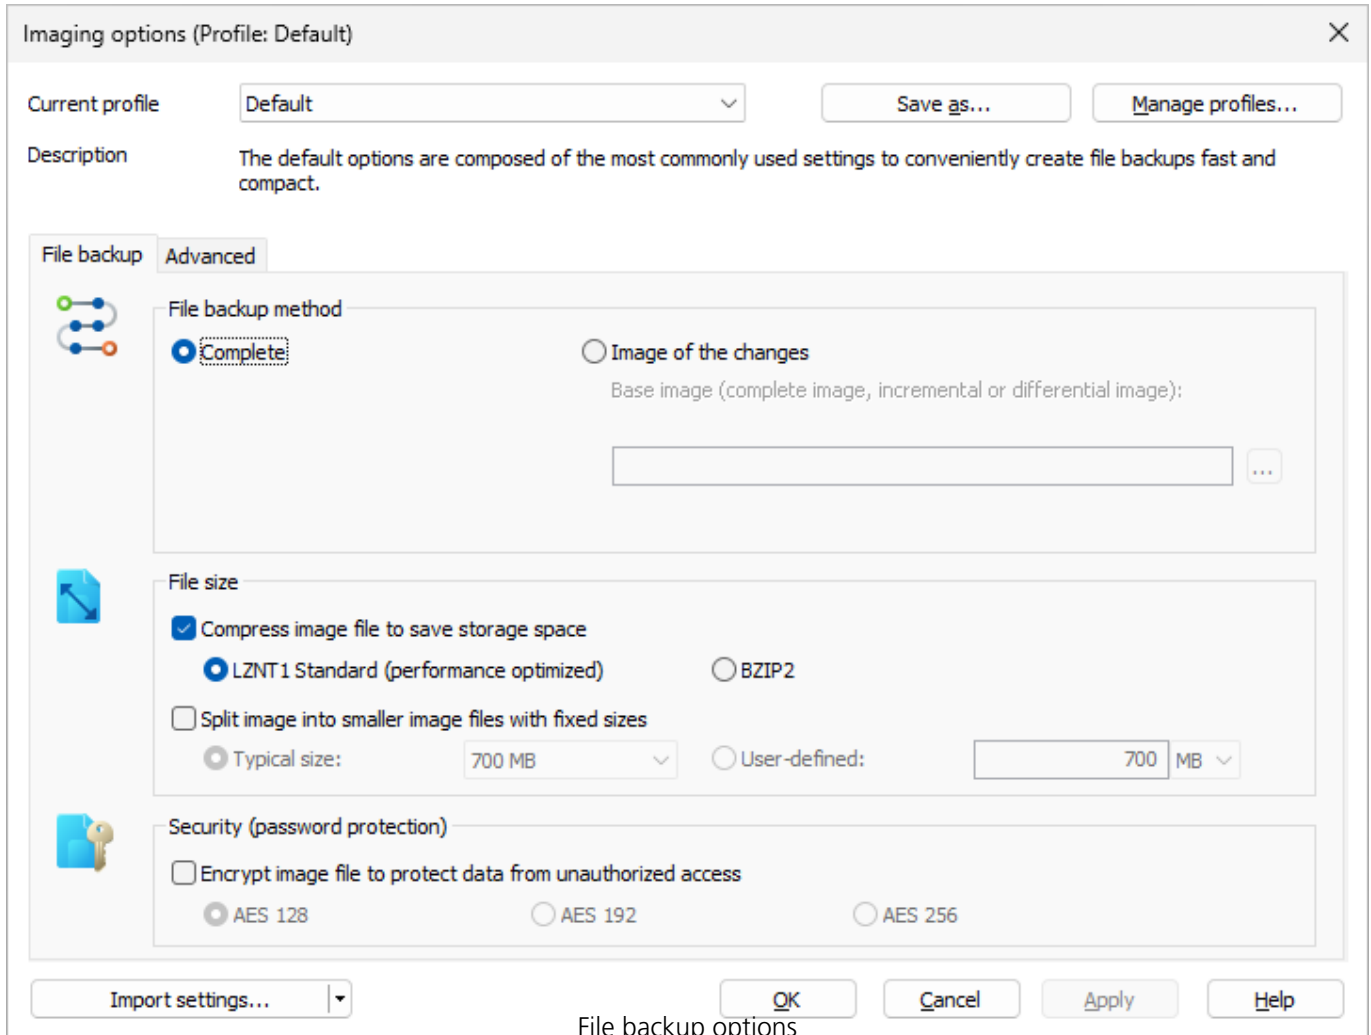 Imaging options (Profile: Default)
Current profile Default Save as... Manage profiles...
Description The default options are composed of the most commonly used settings to conveniently create file backups fast and
compact.
File backup Advanced
File backup method
Complete Image of the changes
Base image (complete image, incremental or differential image):
...
File size
Compress image file to save storage space
LZNT1 Standard (performance optimized) BZIP2
Split image into smaller image files with fixed sizes
Typical size: 700 MB User-defined: 700 MB
Security (password protection)
Encrypt image file to protect data from unauthorized access
AES 128 AES 192 AES 256
Import settings... OK Cancel Apply Help
File backup options